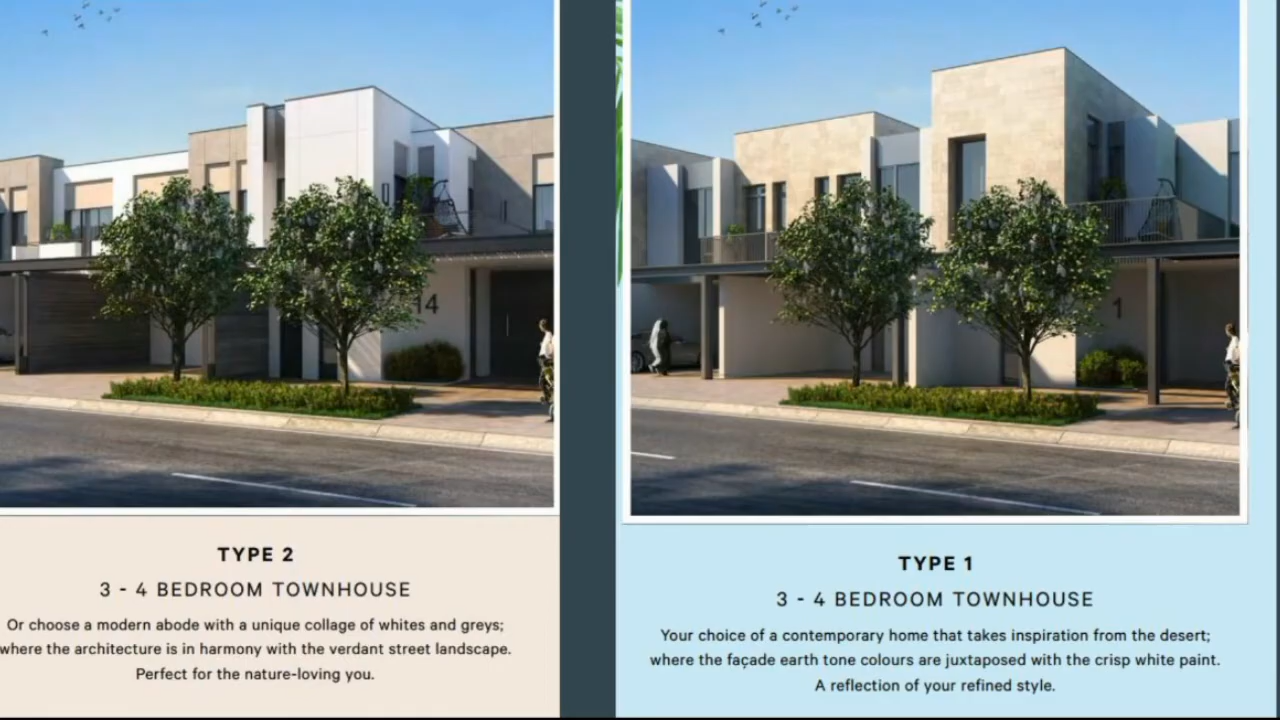 14
TYPE 2
3 - 4 BEDROOM TOWNHOUSE
Or choose a modern abode with a unique collage of whites and greys;
where the architecture is in harmony with the verdant street landscape.
Perfect for the nature-loving you.
1
TYPE 1
3 - 4 BEDROOM TOWNHOUSE
Your choice of a contemporary home that takes inspiration from the desert;
where the façade earth tone colours are juxtaposed with the crisp white paint.
A reflection of your refined style.